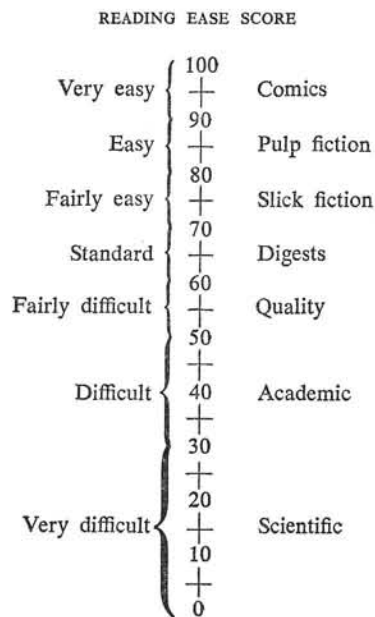 READING EASE SCORE
100
Very easy Comics
90
Easy Pulp fiction
80
Fairly easy Slick fiction
70
Standard Digests
60
Fairly difficult Quality
50
Difficult 40 Academic
30
20
Very difficult Scientific
10
0